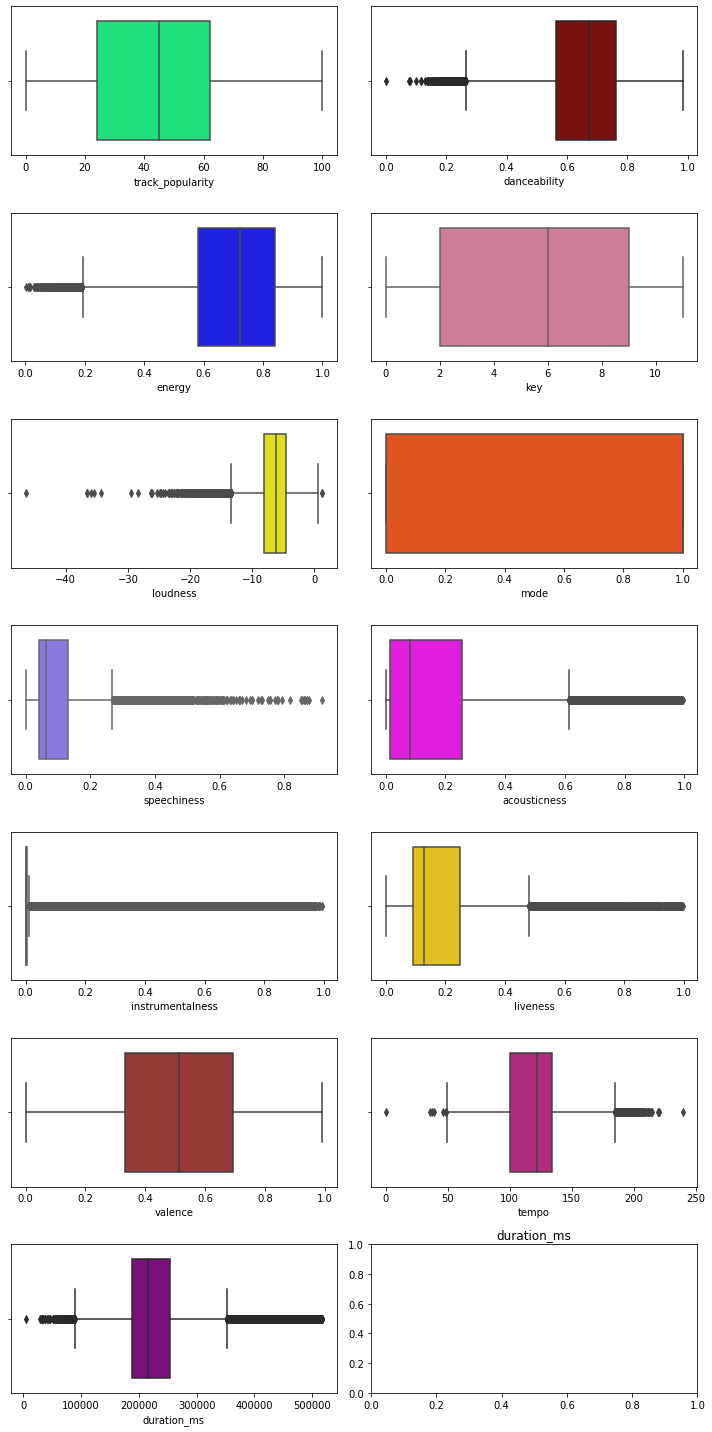 0 20 40 60 80 100
track_popularity
0.0 0.2 0.4 0.6 0.8 1.0
danceability
0.0 0.2 0.4 0.6 0.8 1.0
energy
0 2 4 6 8 10
key
−40 −30 −20 −10 0
loudness
0.0 0.2 0.4 0.6 0.8 1.0
mode
0.0 0.2 0.4 0.6 0.8
speechiness
0.0 0.2 0.4 0.6 0.8 1.0
acousticness
0.0 0.2 0.4 0.6 0.8 1.0
instrumentalness
0.0 0.2 0.4 0.6 0.8 1.0
liveness
0.0 0.2 0.4 0.6 0.8 1.0
valence
0 50 100 150 200 250
tempo
0 100000 200000 300000 400000 500000
duration_ms
duration_ms
1.0
0.8
0.6
0.4
0.2
0.0
0.0 0.2 0.4 0.6 0.8 1.0